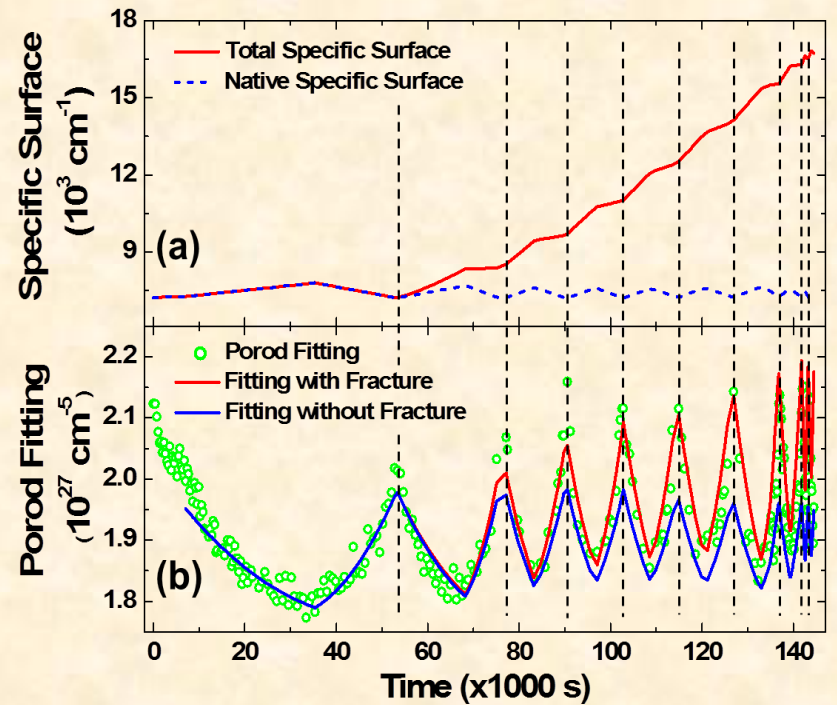 Specific Surface
(10³ cm⁻¹)
18
15
12
9
Total Specific Surface
Native Specific Surface
(a)
Porod Fitting
(10²⁷ cm⁻⁵)
2.2
2.1
2.0
1.9
1.8
Porod Fitting
Fitting with Fracture
Fitting without Fracture
(b)
0 20 40 60 80 100 120 140
Time (x1000 s)